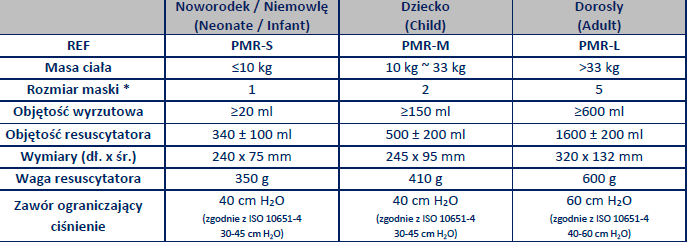 Noworodek / Niemowlę Dziecko Dorosły
(Neonate / Infant) (Child) (Adult)
REF PMR-S PMR-M PMR-L
Masa ciała ≤10 kg 10 kg ~ 33 kg >33 kg
Rozmiar maski * 1 2 5
Objętość wyrzutowa ≥20 ml ≥150 ml ≥600 ml
Objętość resuscytatora 340 ± 100 ml 500 ± 200 ml 1600 ± 200 ml
Wymiary (dł. x śr.) 240 x 75 mm 245 x 95 mm 320 x 132 mm
Waga resuscytatora 350 g 410 g 600 g
Zawór ograniczający 40 cm H₂O 40 cm H₂O 60 cm H₂O
ciśnienie (zgodnie z ISO 10651-4 (zgodnie z ISO 10651-4 (zgodnie z ISO 10651-4
30-45 cm H₂O) 30-45 cm H₂O) 40-60 cm H₂O)